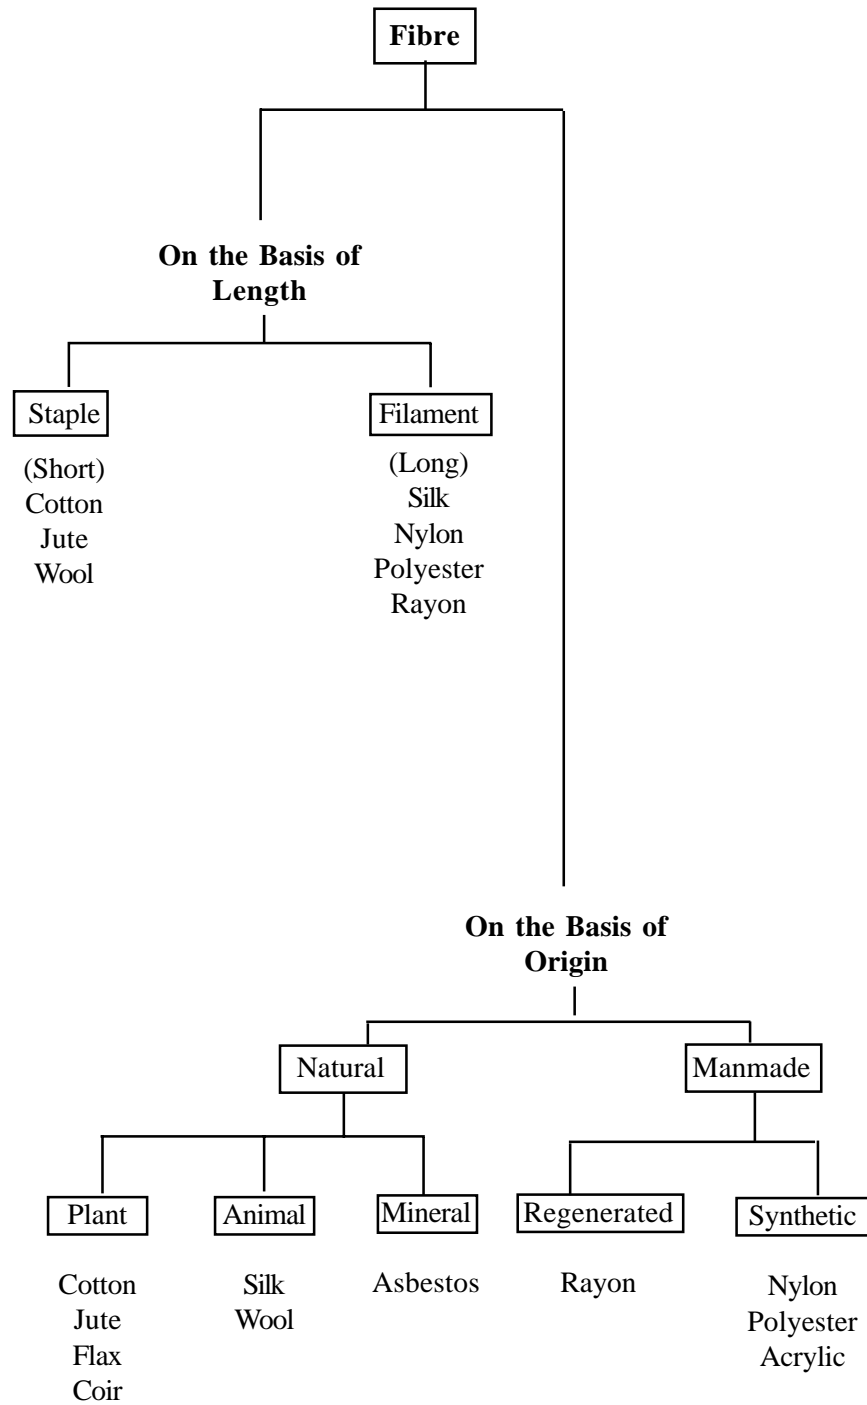 Fibre
On the Basis of
Length
Staple
(Short)
Cotton
Jute
Wool
Filament
(Long)
Silk
Nylon
Polyester
Rayon
On the Basis of
Origin
Natural
Manmade
Plant
Cotton
Jute
Flax
Coir
Animal
Silk
Wool
Mineral
Asbestos
Regenerated
Rayon
Synthetic
Nylon
Polyester
Acrylic